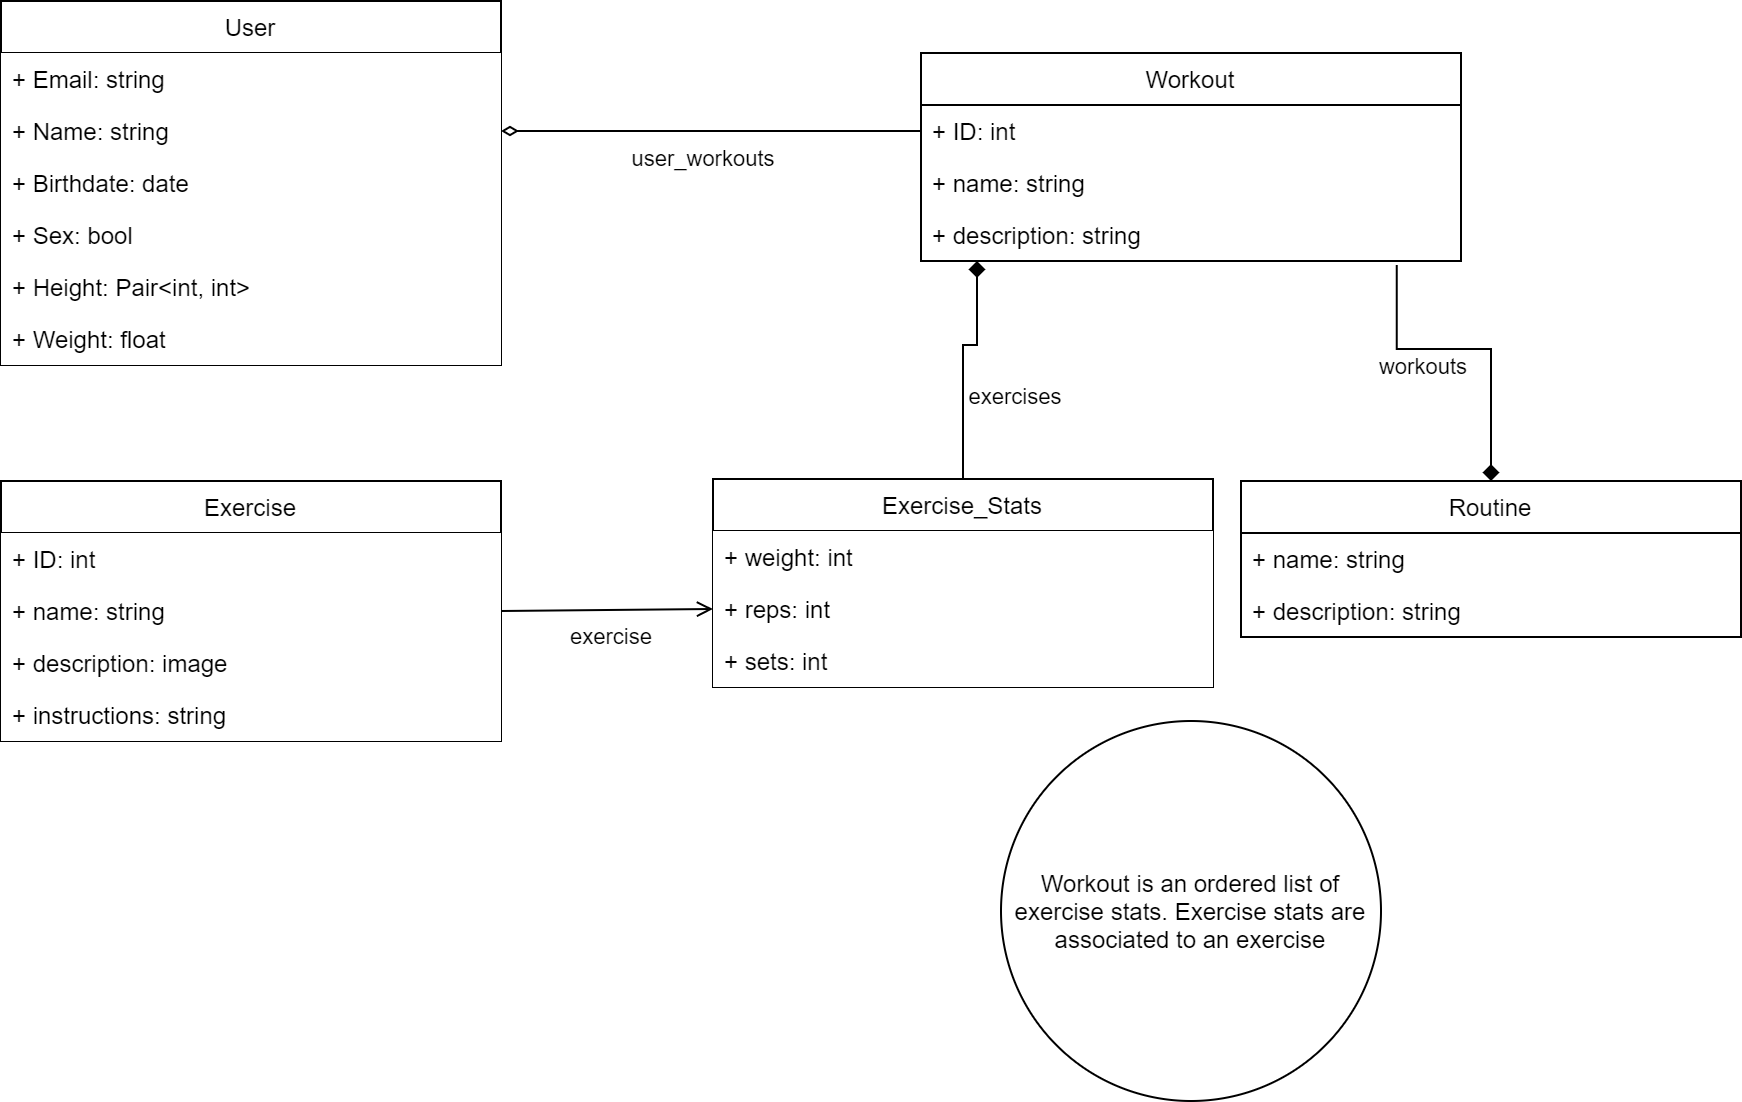 User
+ Email: string
+ Name: string
+ Birthdate: date
+ Sex: bool
+ Height: Pair<int, int>
+ Weight: float
user_workouts
Workout
+ ID: int
+ name: string
+ description: string
exercises
workouts
Exercise
+ ID: int
+ name: string
+ description: image
+ instructions: string
exercise
Exercise_Stats
+ weight: int
+ reps: int
+ sets: int
Routine
+ name: string
+ description: string
Workout is an ordered list of
exercise stats. Exercise stats are
associated to an exercise